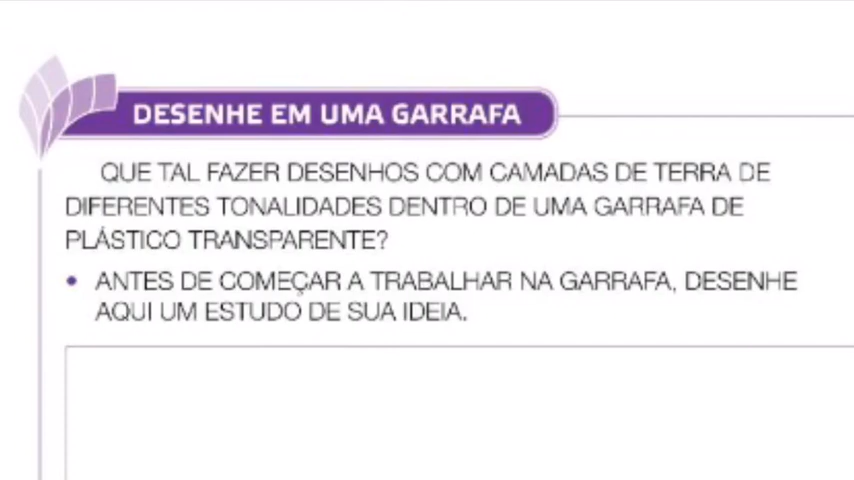 DESENHE EM UMA GARRAFA
QUE TAL FAZER DESENHOS COM CAMADAS DE TERRA DE
DIFERENTES TONALIDADES DENTRO DE UMA GARRAFA DE
PLÁSTICO TRANSPARENTE?
• ANTES DE COMEÇAR A TRABALHAR NA GARRAFA, DESENHE
AQUI UM ESTUDO DE SUA IDEIA.